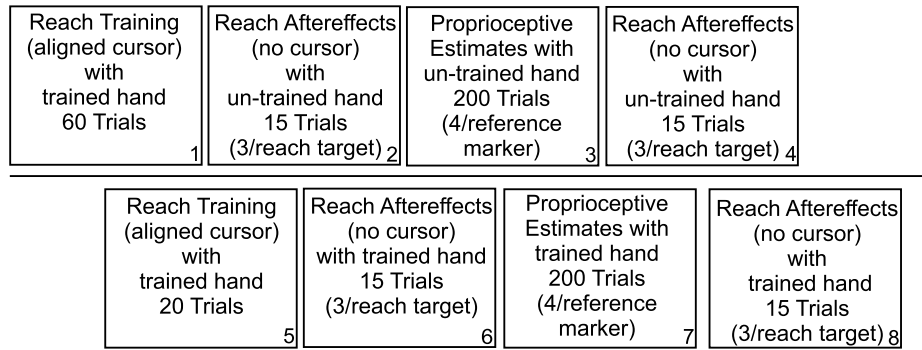 Reach Training
(aligned cursor)
with
trained hand
60 Trials
1
Reach Aftereffects
(no cursor)
with
un-trained hand
15 Trials
(3/reach target)
2
Proprioceptive
Estimates with
un-trained hand
200 Trials
(4/reference
marker)
3
Reach Aftereffects
(no cursor)
with
un-trained hand
15 Trials
(3/reach target)
4
Reach Training
(aligned cursor)
with
trained hand
20 Trials
5
Reach Aftereffects
(no cursor)
with trained hand
15 Trials
(3/reach target)
6
Proprioceptive
Estimates with
trained hand
200 Trials
(4/reference
marker)
7
Reach Aftereffects
(no cursor)
with
trained hand
15 Trials
(3/reach target)
8